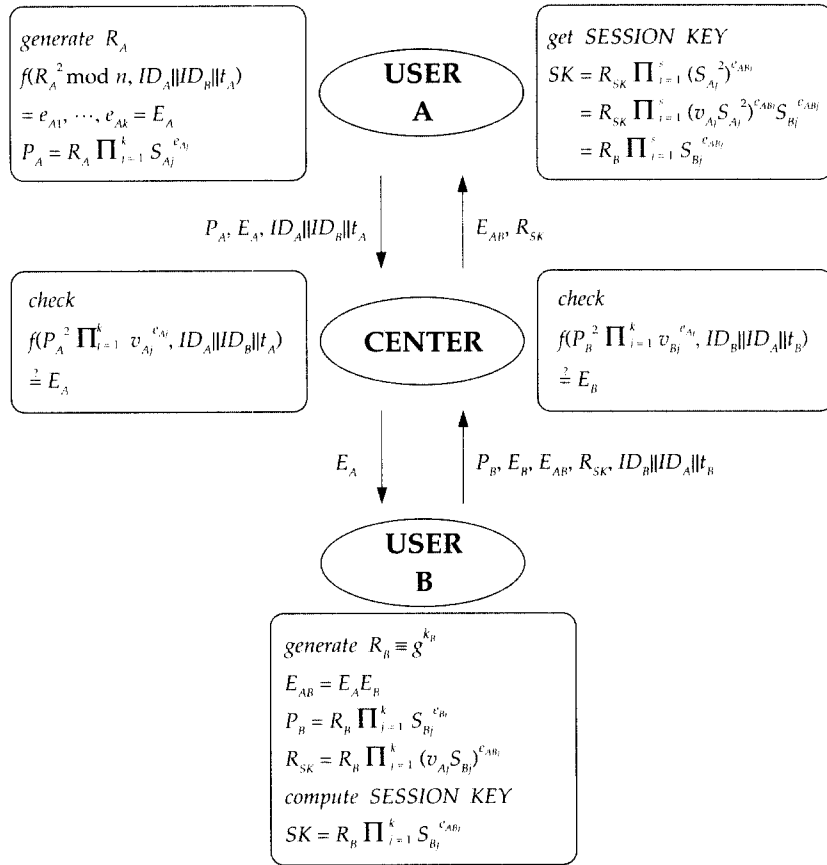 generate R_A
f(R_A^2 mod n, ID_A||ID_B||t_A)
= e_A1, ···, e_Ak = E_A
P_A = R_A ∏_{i=1}^k S_Aj^{e_Aj}
USER
A
get SESSION KEY
SK = R_SK ∏_{i=1}^s (S_Aj^2)^{e_ABj}
= R_SK ∏_{i=1}^s (v_Aj S_Aj^2)^{e_ABj} S_Bj^{e_ABj}
= R_B ∏_{i=1}^s S_Bj^{e_ABj}
P_A, E_A, ID_A||ID_B||t_A
E_AB, R_SK
check
f(P_A^2 ∏_{i=1}^k v_Aj^{e_Aj}, ID_A||ID_B||t_A)
≟ E_A
CENTER
check
f(P_B^2 ∏_{j=1}^k v_Bj^{e_Aj}, ID_B||ID_A||t_B)
≟ E_B
E_A
P_B, E_B, E_AB, R_SK, ID_B||ID_A||t_B
USER
B
generate R_B ≡ g^{k_B}
E_AB = E_A E_B
P_B = R_B ∏_{j=1}^k S_Bj^{e_Bj}
R_SK = R_B ∏_{j=1}^k (v_Aj S_Bj)^{e_ABj}
compute SESSION KEY
SK = R_B ∏_{j=1}^k S_Bj^{e_ABj}